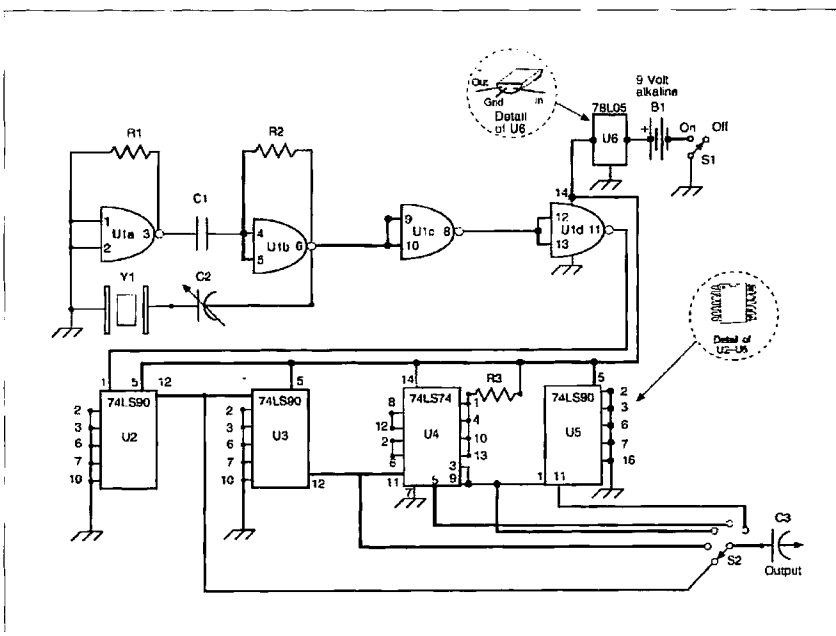 9 Volt
alkaline
B1
78L05
Out
Gnd
In
Detail
of U6
U6
+
On
Off
S1
R1
R2
C1
14
1
2
U1a
3
4
5
U1b
6
9
10
U1c
8
12
13
U1d
11
Y1
C2
Detail of
U2–U5
1
5
12
74LS90
2
3
6
7
10
U2
5
74LS90
2
3
6
7
10
U3
12
14
74LS74
8
12
2
6
11
7
U4
1
4
10
13
3
9
5
R3
5
74LS90
U5
2
3
6
7
16
1
11
S2
C3
Output